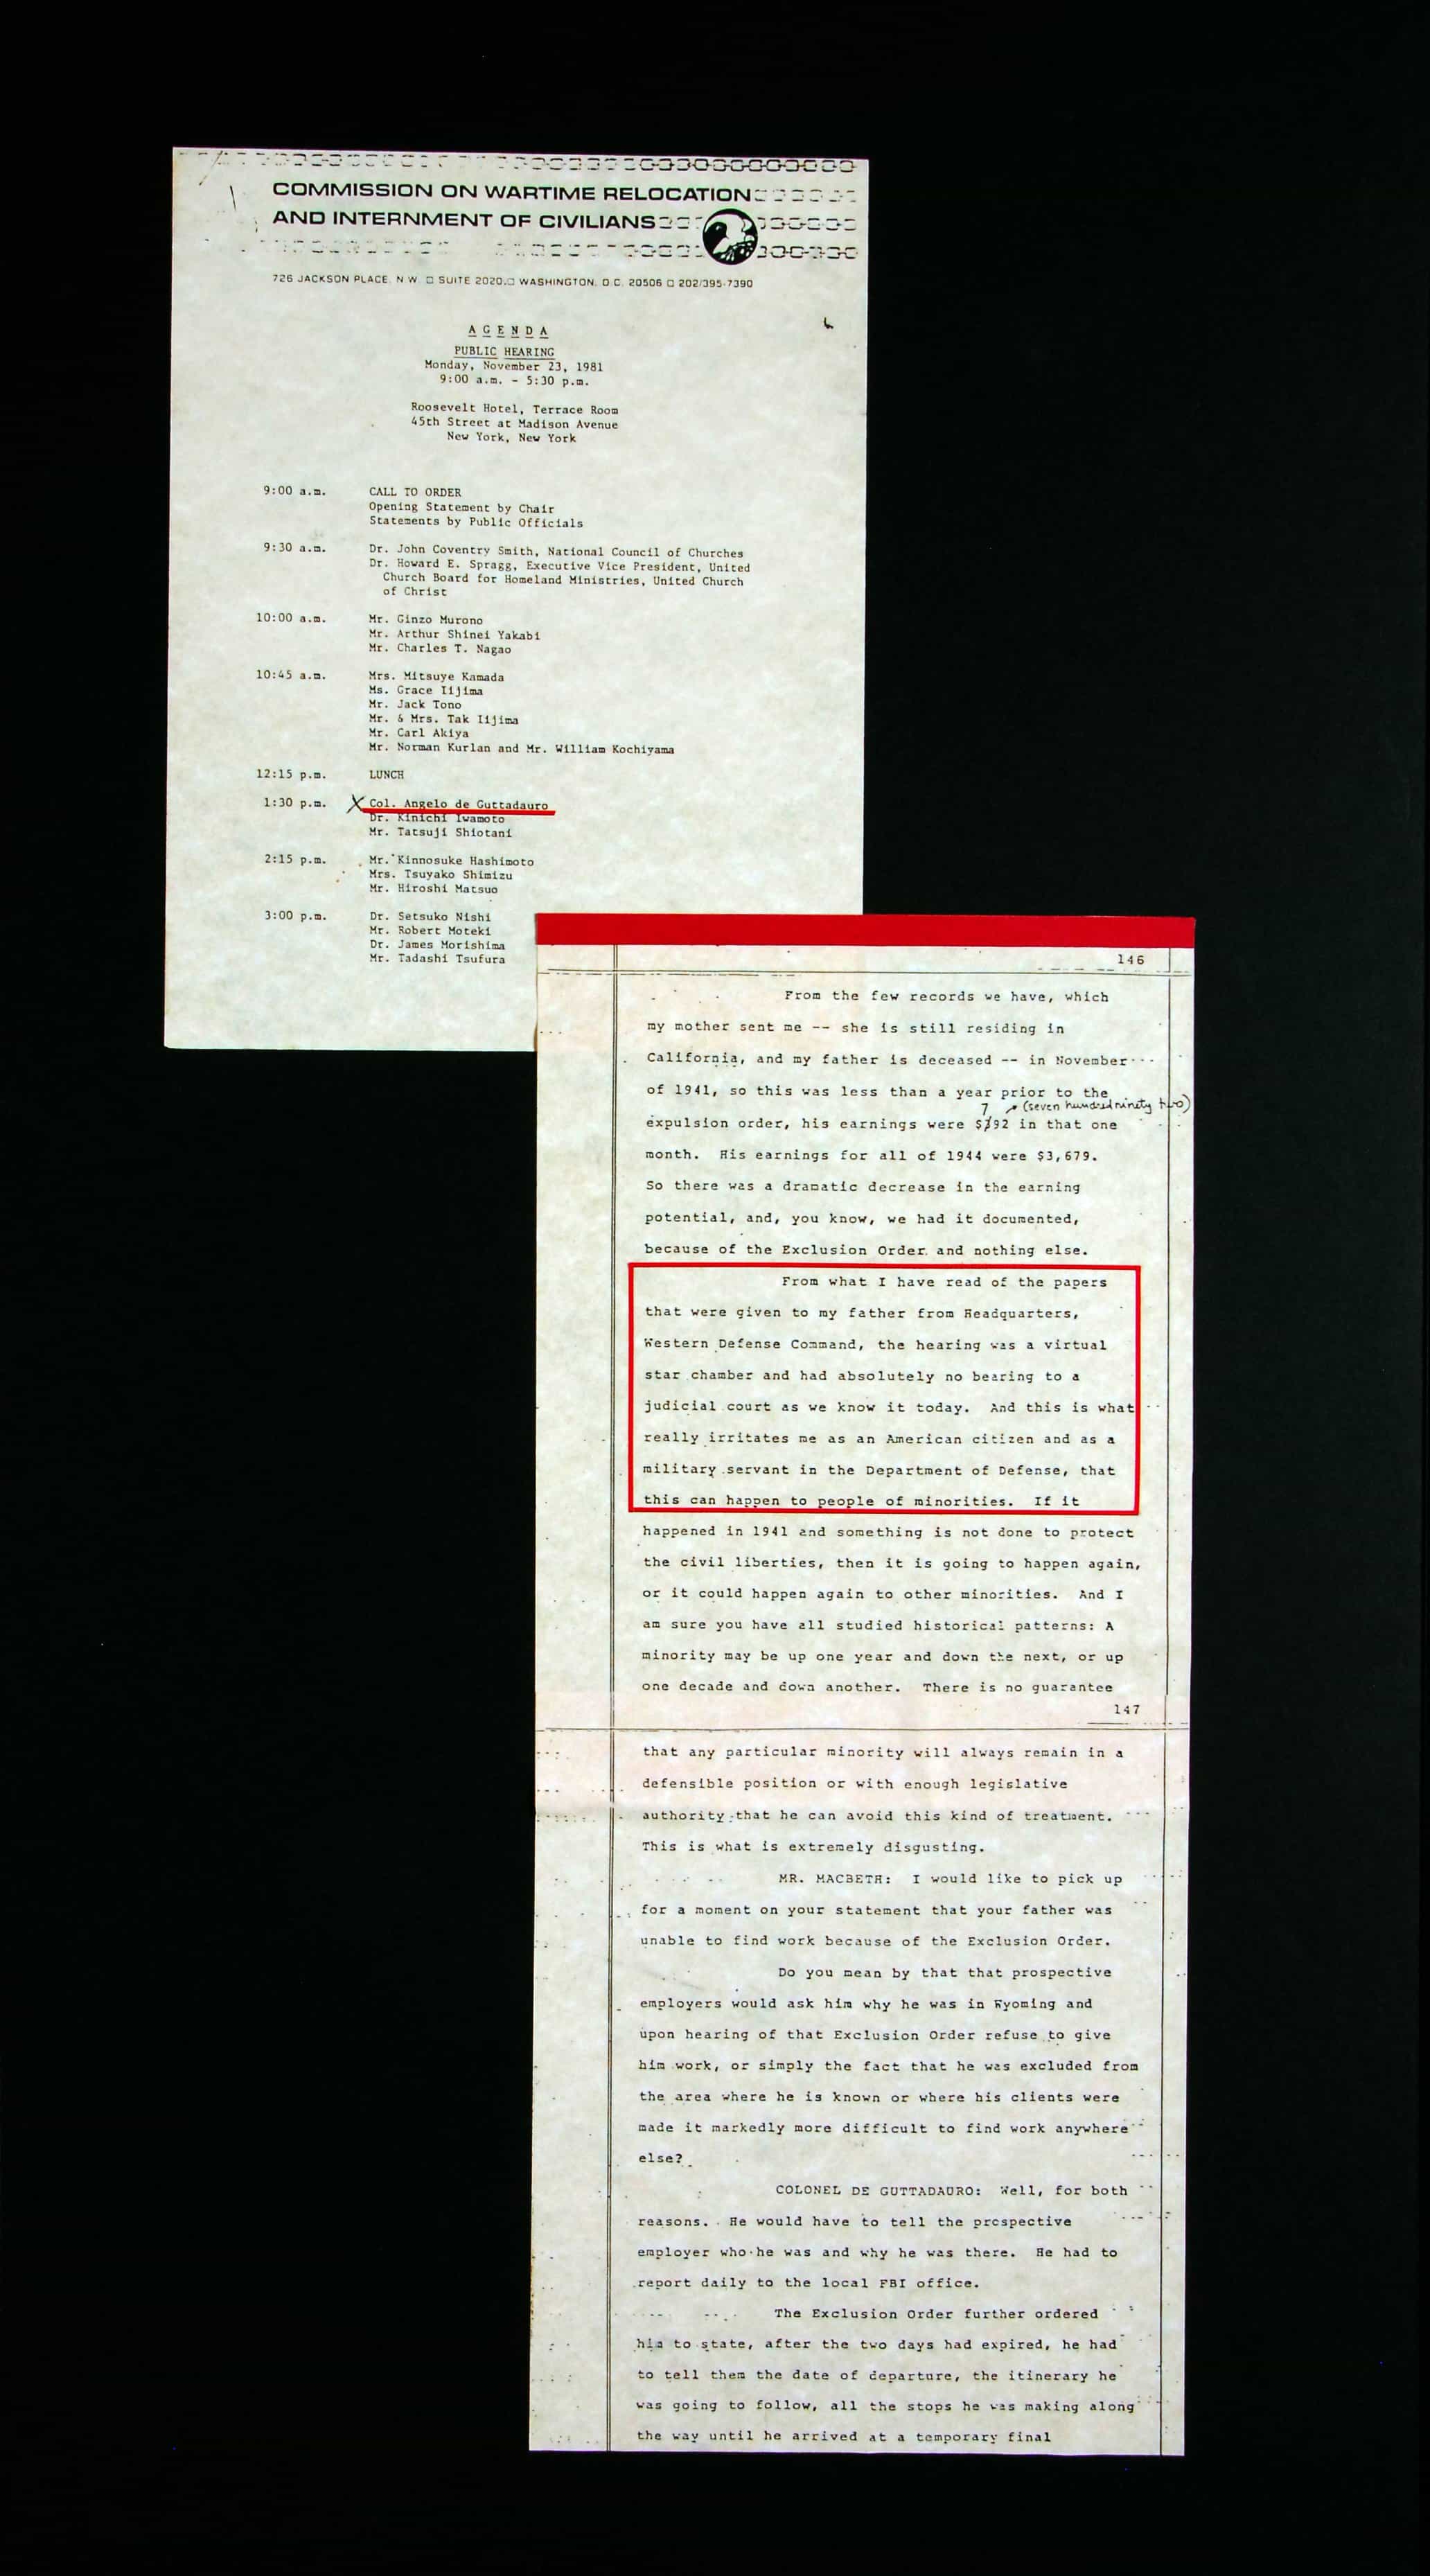 COMMISSION ON WARTIME RELOCATION
AND INTERNMENT OF CIVILIANS
726 JACKSON PLACE, N.W. □ SUITE 2020,□ WASHINGTON, D.C. 20506 □ 202/395-7390
A G E N D A
PUBLIC HEARING
Monday, November 23, 1981
9:00 a.m. - 5:30 p.m.
Roosevelt Hotel, Terrace Room
45th Street at Madison Avenue
New York, New York
9:00 a.m. CALL TO ORDER
Opening Statement by Chair
Statements by Public Officials
9:30 a.m. Dr. John Coventry Smith, National Council of Churches
Dr. Howard E. Spragg, Executive Vice President, United
Church Board for Homeland Ministries, United Church
of Christ
10:00 a.m. Mr. Ginzo Murono
Mr. Arthur Shinei Yakabi
Mr. Charles T. Nagao
10:45 a.m. Mrs. Mitsuye Kamada
Ms. Grace Iijima
Mr. Jack Tono
Mr. & Mrs. Tak Iijima
Mr. Carl Akiya
Mr. Norman Kurlan and Mr. William Kochiyama
12:15 p.m. LUNCH
1:30 p.m. X Col. Angelo de Guttadauro
Dr. Kinichi Iwamoto
Mr. Tatsuji Shiotani
2:15 p.m. Mr. Kinnosuke Hashimoto
Mrs. Tsuyako Shimizu
Mr. Hiroshi Matsuo
3:00 p.m. Dr. Setsuko Nishi
Mr. Robert Moteki
Dr. James Morishima
Mr. Tadashi Tsufura
146
From the few records we have, which
my mother sent me -- she is still residing in
California, and my father is deceased -- in November
of 1941, so this was less than a year prior to the
7 (seven hundred ninety two)
expulsion order, his earnings were $ 92 in that one
month. His earnings for all of 1944 were $3,679.
So there was a dramatic decrease in the earning
potential, and, you know, we had it documented,
because of the Exclusion Order and nothing else.
From what I have read of the papers
that were given to my father from Headquarters,
Western Defense Command, the hearing was a virtual
star chamber and had absolutely no bearing to a
judicial court as we know it today. And this is what
really irritates me as an American citizen and as a
military servant in the Department of Defense, that
this can happen to people of minorities. If it
happened in 1941 and something is not done to protect
the civil liberties, then it is going to happen again,
or it could happen again to other minorities. And I
am sure you have all studied historical patterns: A
minority may be up one year and down the next, or up
one decade and down another. There is no guarantee
147
that any particular minority will always remain in a
defensible position or with enough legislative
authority that he can avoid this kind of treatment.
This is what is extremely disgusting.
MR. MACBETH: I would like to pick up
for a moment on your statement that your father was
unable to find work because of the Exclusion Order.
Do you mean by that that prospective
employers would ask him why he was in Wyoming and
upon hearing of that Exclusion Order refuse to give
him work, or simply the fact that he was excluded from
the area where he is known or where his clients were
made it markedly more difficult to find work anywhere
else?
COLONEL DE GUTTADAURO: Well, for both
reasons. He would have to tell the prospective
employer who he was and why he was there. He had to
report daily to the local FBI office.
The Exclusion Order further ordered
him to state, after the two days had expired, he had
to tell them the date of departure, the itinerary he
was going to follow, all the stops he was making along
the way until he arrived at a temporary final